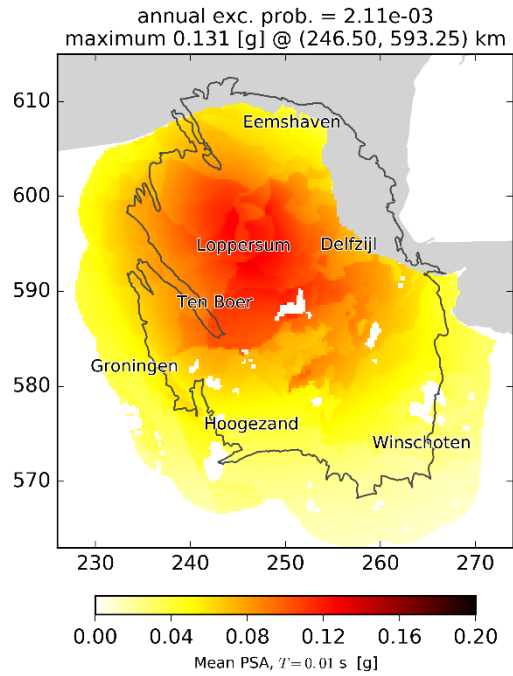 annual exc. prob. = 2.11e-03
maximum 0.131 [g] @ (246.50, 593.25) km
610
Eemshaven
600
Loppersum Delfzijl
590
Ten Boer
Groningen
580
Hoogezand
Winschoten
570
230 240 250 260 270
0.00 0.04 0.08 0.12 0.16 0.20
Mean PSA, T=0.01 s [g]